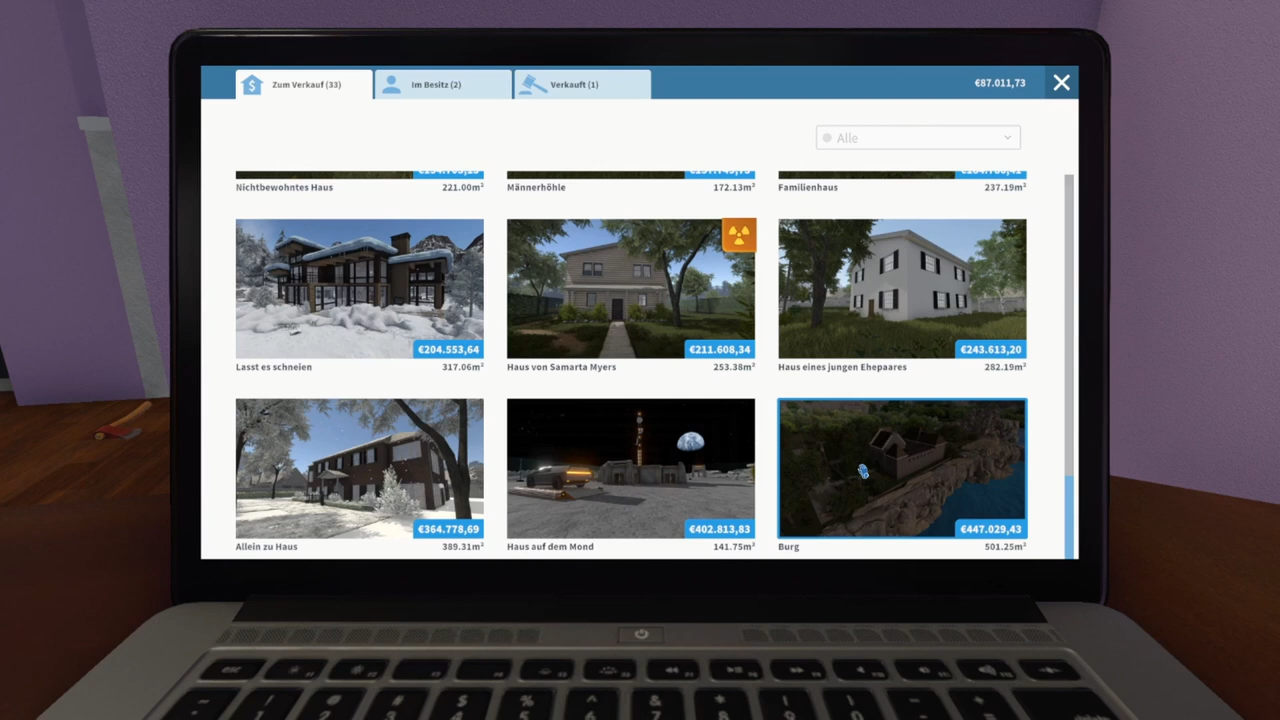 Zum Verkauf (33)
Im Besitz (2)
Verkauft (1)
€87.011,73
Alle
Nichtbewohntes Haus
221.00m²
Männerhöhle
172.13m²
Familienhaus
237.19m²
€204.553,64
€211.608,34
€243.613,20
Lasst es schneien
317.06m²
Haus von Samarta Myers
253.38m²
Haus eines jungen Ehepaares
282.19m²
€364.778,69
€402.813,83
€447.029,43
Allein zu Haus
389.31m²
Haus auf dem Mond
141.75m²
Burg
501.25m²